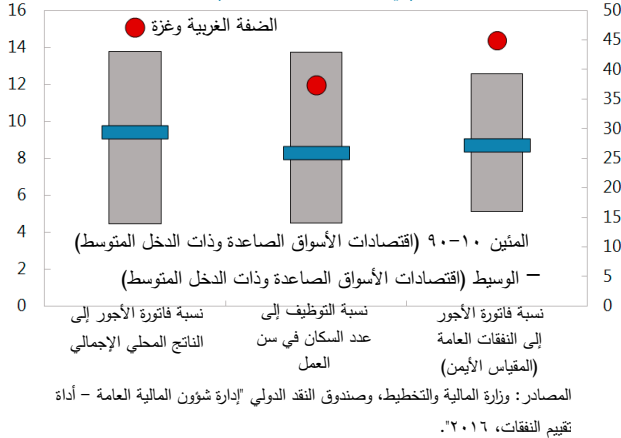 16
14
12
10
8
6
4
2
0
50
45
40
35
30
25
20
15
10
5
0
الضفة الغربية وغزة
المئين ١٠-٩٠ (اقتصادات الأسواق الصاعدة وذات الدخل المتوسط)
– الوسيط (اقتصادات الأسواق الصاعدة وذات الدخل المتوسط)
نسبة فاتورة الأجور
إلى النفقات العامة
(المقياس الأيمن)
نسبة التوظيف إلى
عدد السكان في سن
العمل
نسبة فاتورة الأجور إلى
الناتج المحلي الإجمالي
المصادر: وزارة المالية والتخطيط، وصندوق النقد الدولي "إدارة شؤون المالية العامة – أداة
تقييم النفقات، ٢٠١٦".